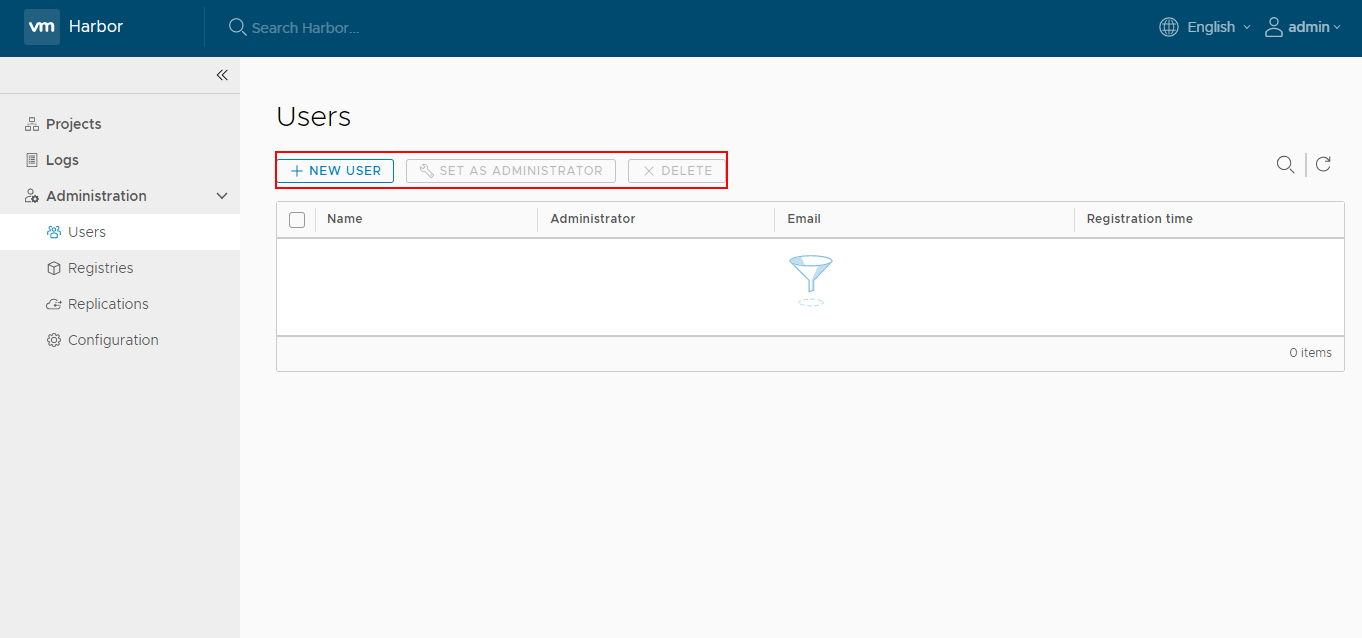 vm Harbor Search Harbor... English admin
Projects
Logs
Administration
Users
Registries
Replications
Configuration
Users
NEW USER SET AS ADMINISTRATOR DELETE
Name Administrator Email Registration time
0 items